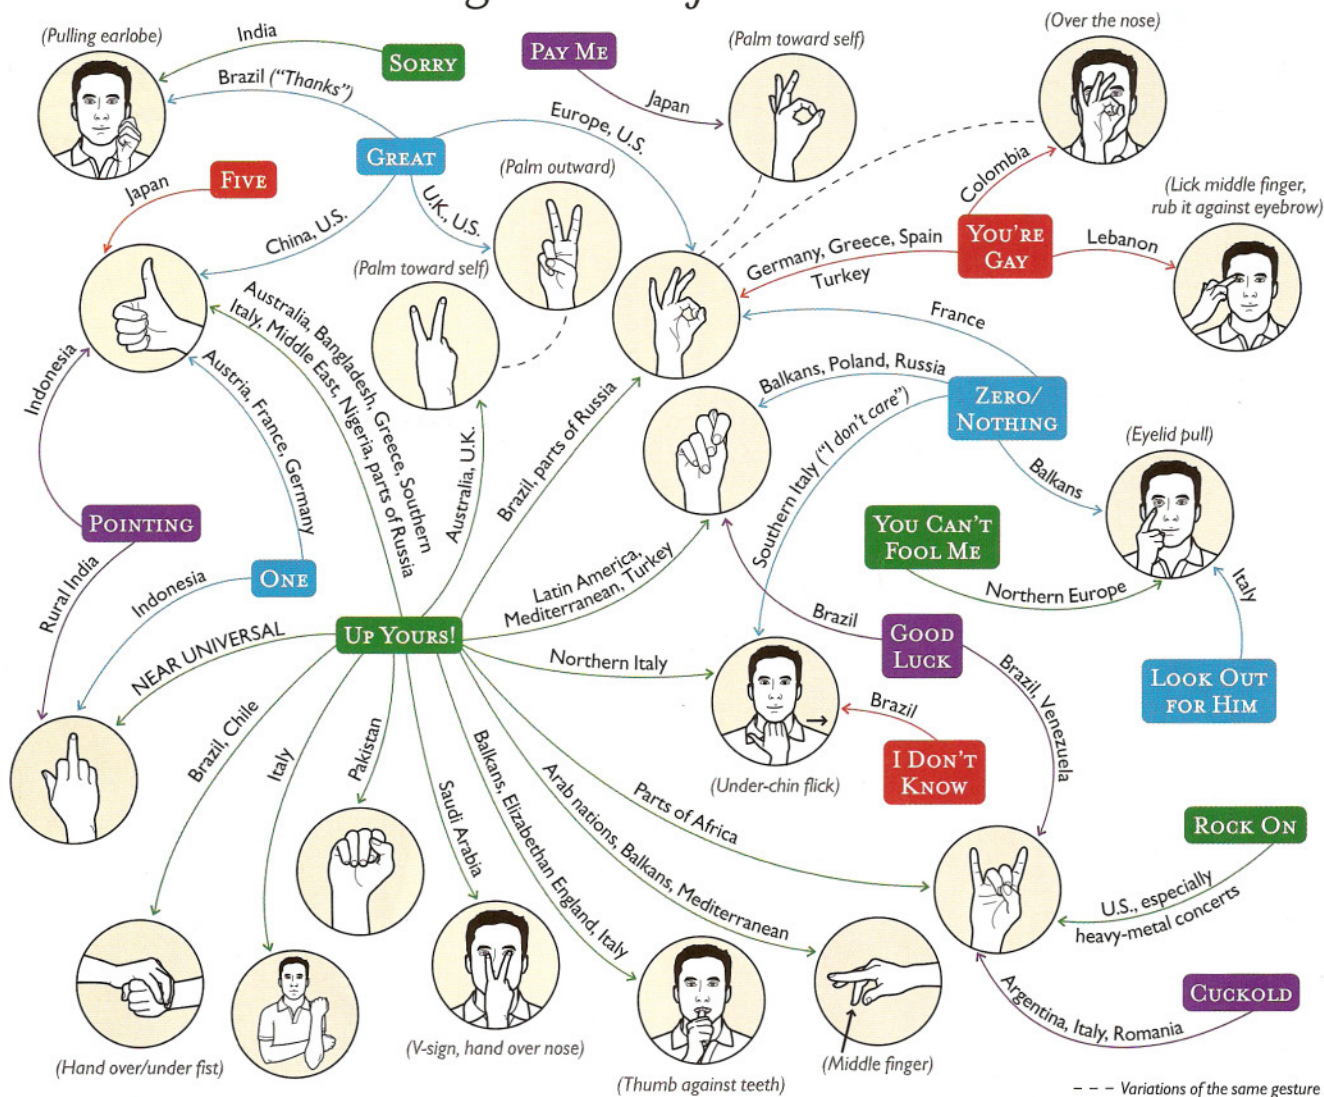 (Pulling earlobe)
India
SORRY
Brazil ("Thanks")
PAY ME
Japan
(Palm toward self)
(Over the nose)
Europe, U.S.
GREAT
(Palm outward)
U.K., U.S.
China, U.S.
Japan
FIVE
(Palm toward self)
Colombia
(Lick middle finger,
rub it against eyebrow)
YOU'RE
GAY
Lebanon
Germany, Greece, Spain
Turkey
France
Indonesia
Austria, France, Germany
Australia, Bangladesh, Greece, Southern
Italy, Middle East, Nigeria, parts of Russia
Australia, U.K.
Brazil, parts of Russia
Balkans, Poland, Russia
ZERO/
NOTHING
Southern Italy ("I don't care")
Balkans
(Eyelid pull)
POINTING
Rural India
Indonesia
ONE
YOU CAN'T
FOOL ME
Northern Europe
Italy
Latin America,
Mediterranean, Turkey
UP YOURS!
NEAR UNIVERSAL
Northern Italy
Brazil
GOOD
LUCK
Brazil, Venezuela
LOOK OUT
FOR HIM
Brazil
I DON'T
KNOW
(Under-chin flick)
Brazil, Chile
Italy
Pakistan
Saudi Arabia
Balkans, Elizabethan England, Italy
Arab nations, Balkans, Mediterranean
Parts of Africa
ROCK ON
U.S., especially
heavy-metal concerts
CUCKOLD
Argentina, Italy, Romania
(Hand over/under fist)
(V-sign, hand over nose)
(Thumb against teeth)
(Middle finger)
Variations of the same gesture